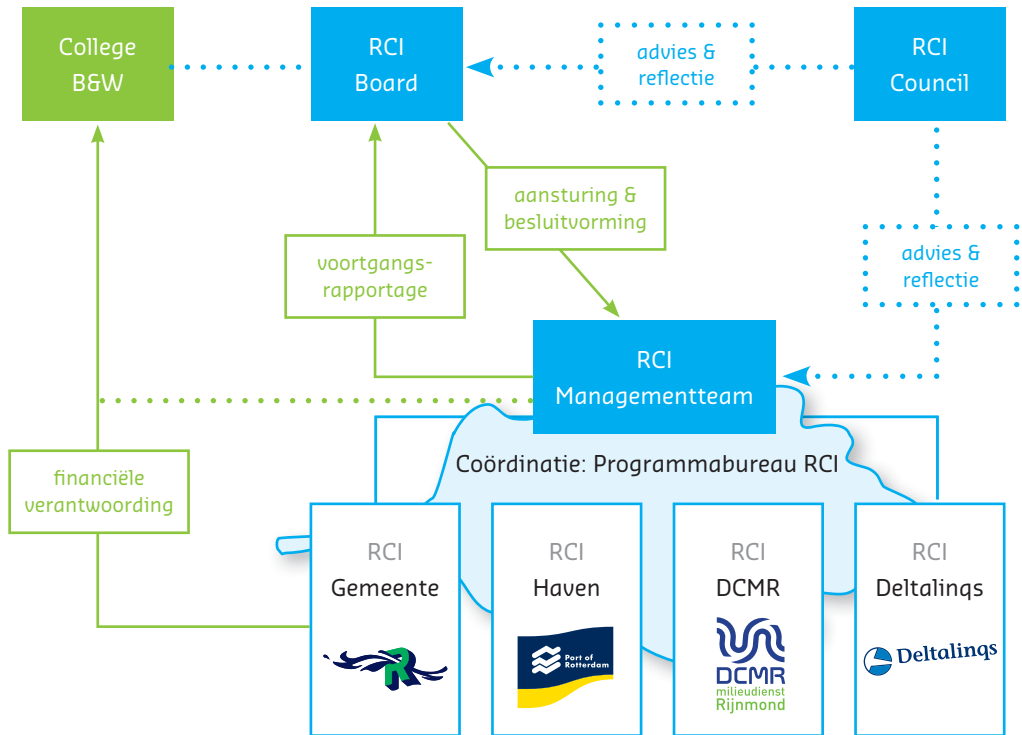 College
B&W
RCI
Board
advies &
reflectie
RCI
Council
aansturing &
besluitvorming
voortgangs-
rapportage
advies &
reflectie
RCI
Managementteam
financiële
verantwoording
Coördinatie: Programmabureau RCI
RCI
Gemeente
RCI
Haven
Port of
Rotterdam
RCI
DCMR
DCMR
milieudienst
Rijnmond
RCI
Deltalinqs
Deltalinqs